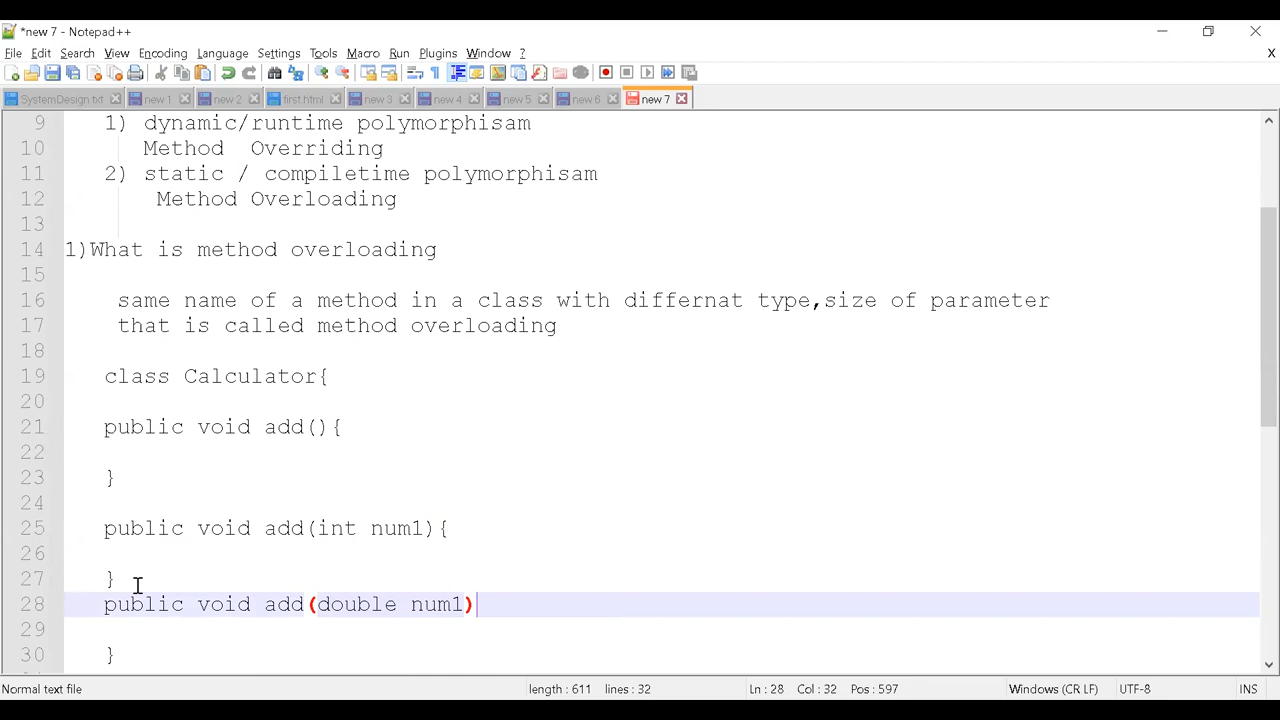 *new 7 - Notepad++
File Edit Search View Encoding Language Settings Tools Macro Run Plugins Window ?
X
SystemDesign.txt new 1 new 2 first.html new 3 new 4 new 5 new 6 new 7
9 1) dynamic/runtime polymorphisam
10 Method Overriding
11 2) static / compiletime polymorphisam
12 Method Overloading
13
14 1)What is method overloading
15
16 same name of a method in a class with differnat type,size of parameter
17 that is called method overloading
18
19 class Calculator{
20
21 public void add(){
22
23 }
24
25 public void add(int num1){
26
27 }
28 public void add(double num1)
29
30 }
Normal text file length : 611 lines : 32 Ln : 28 Col : 32 Pos : 597 Windows (CR LF) UTF-8 INS